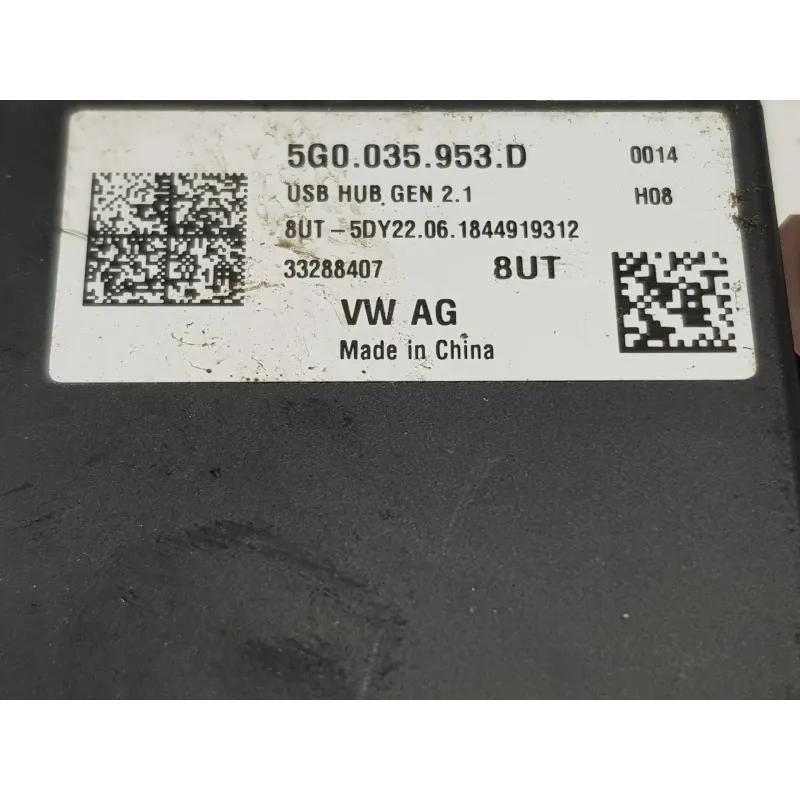 5G0.035.953.D 0014
USB HUB GEN 2.1 H08
8UT-5DY22.06.1844919312
33288407 8UT
VW AG
Made in China